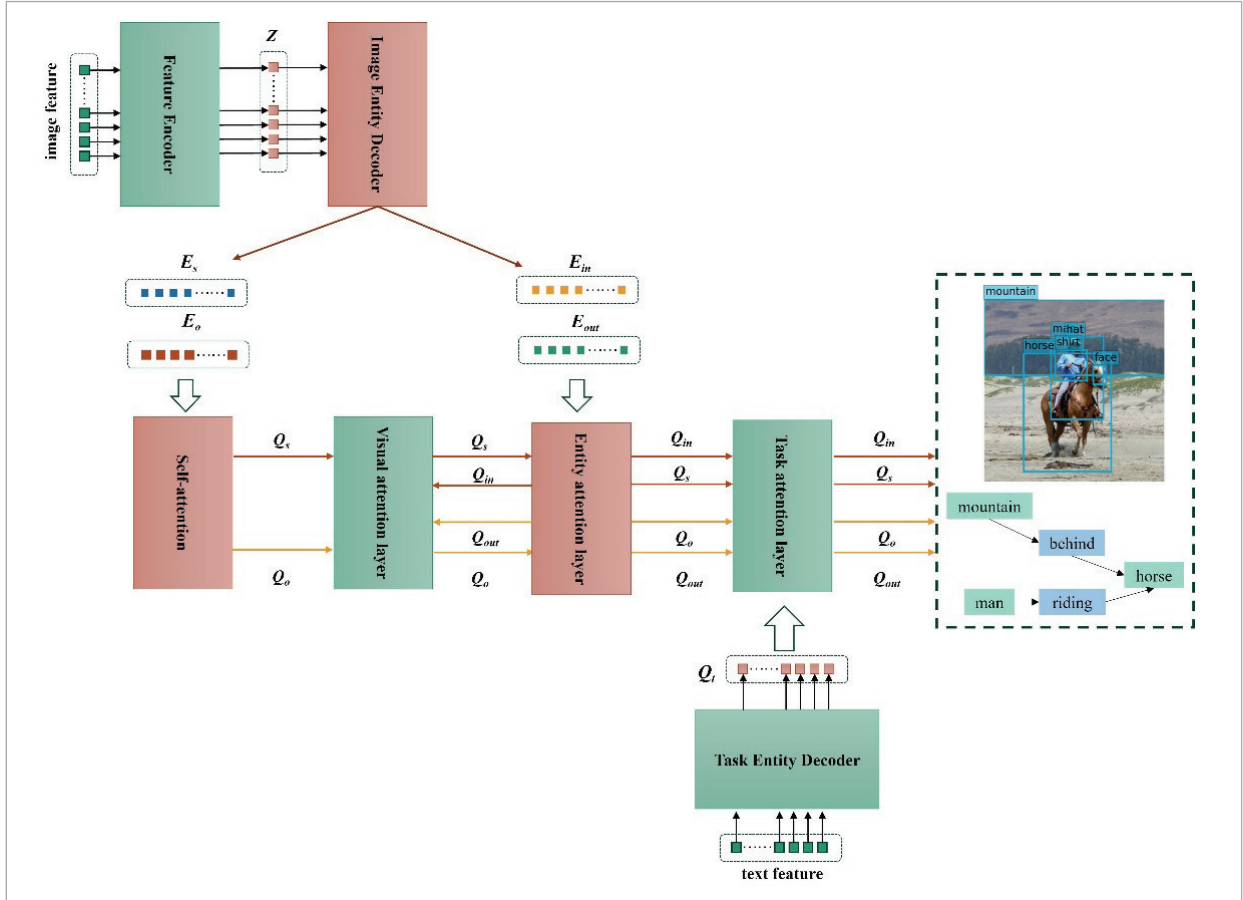 image feature
Feature Encoder
Z
Image Entity Decoder
E_s
E_o
E_in
E_out
Self-attention
Q_s
Q_o
Visual attention layer
Q_s
Q_in
Q_out
Q_o
Entity attention layer
Q_in
Q_s
Q_o
Q_out
Task attention layer
Q_in
Q_s
Q_o
Q_out
mountain
hat
shirt
horse
face
mountain
behind
horse
man
riding
Q_t
Task Entity Decoder
text feature